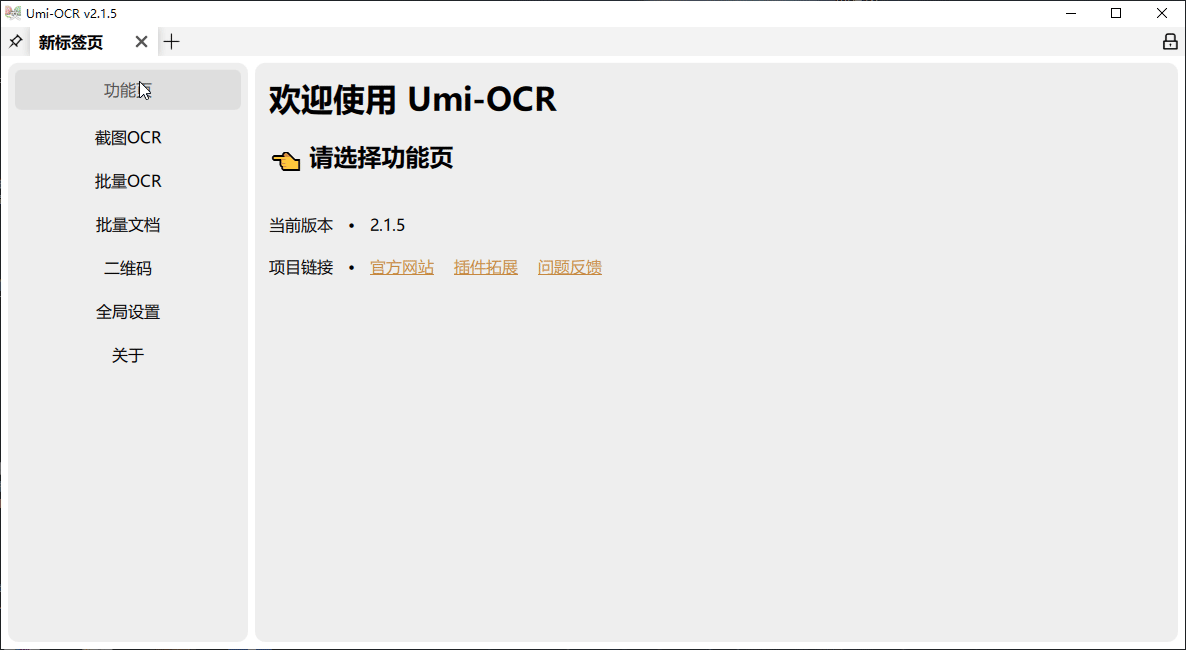 Umi-OCR v2.1.5
新标签页
功能页
截图OCR
批量OCR
批量文档
二维码
全局设置
关于
欢迎使用 Umi-OCR
请选择功能页
当前版本 • 2.1.5
项目链接 • 官方网站 插件拓展 问题反馈